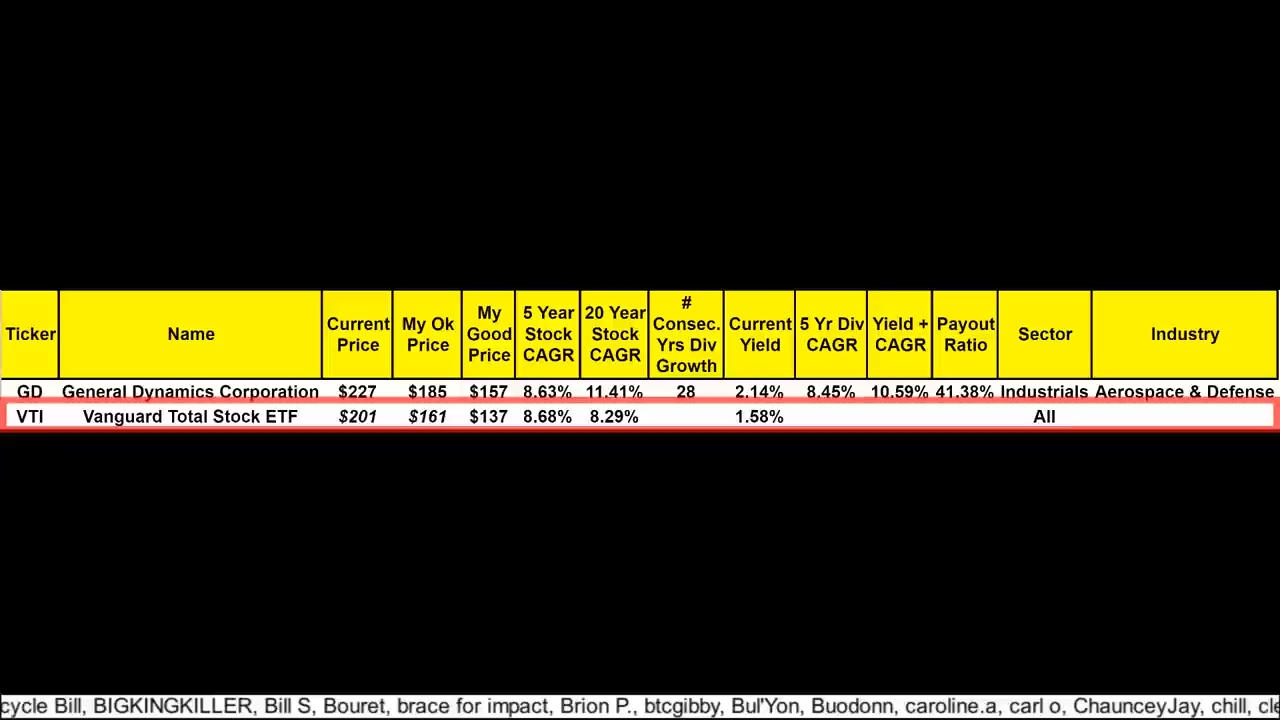 Ticker Name Current Price My Ok Price My Good Price 5 Year Stock CAGR 20 Year Stock CAGR # Consec. Yrs Div Growth Current Yield 5 Yr Div CAGR Yield + CAGR Payout Ratio Sector Industry
GD General Dynamics Corporation $227 $185 $157 8.63% 11.41% 28 2.14% 8.45% 10.59% 41.38% Industrials Aerospace & Defense
VTI Vanguard Total Stock ETF $201 $161 $137 8.68% 8.29% 1.58% All
cycle Bill, BIGKINGKILLER, Bill S, Bouret, brace for impact, Brion P., btcgibby, Bul'Yon, Buodonn, caroline.a, carl o, ChaunceyJay, chill, cle